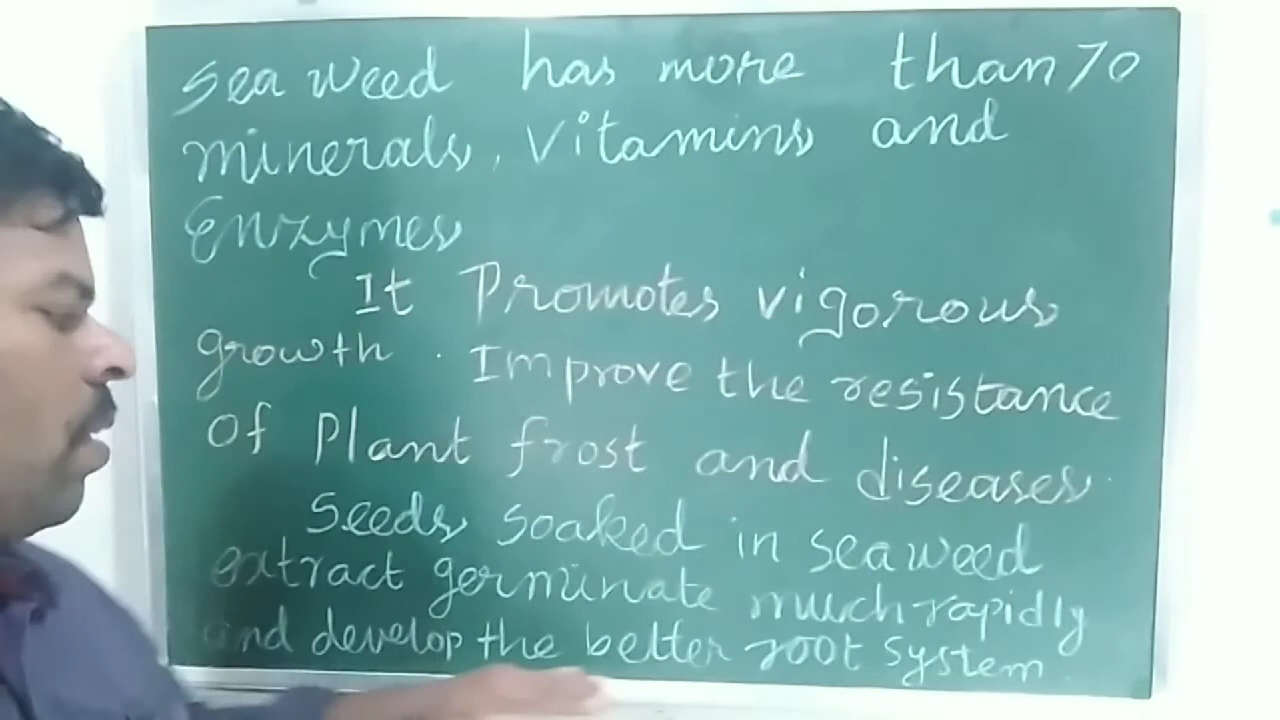 Sea weed has more than 70
minerals, vitamins and
Enzymes
It Promotes vigorous
growth. Improve the resistance
Of Plant frost and diseases.
Seeds soaked in seaweed
extract germinate much rapidly
and develop the better root system.